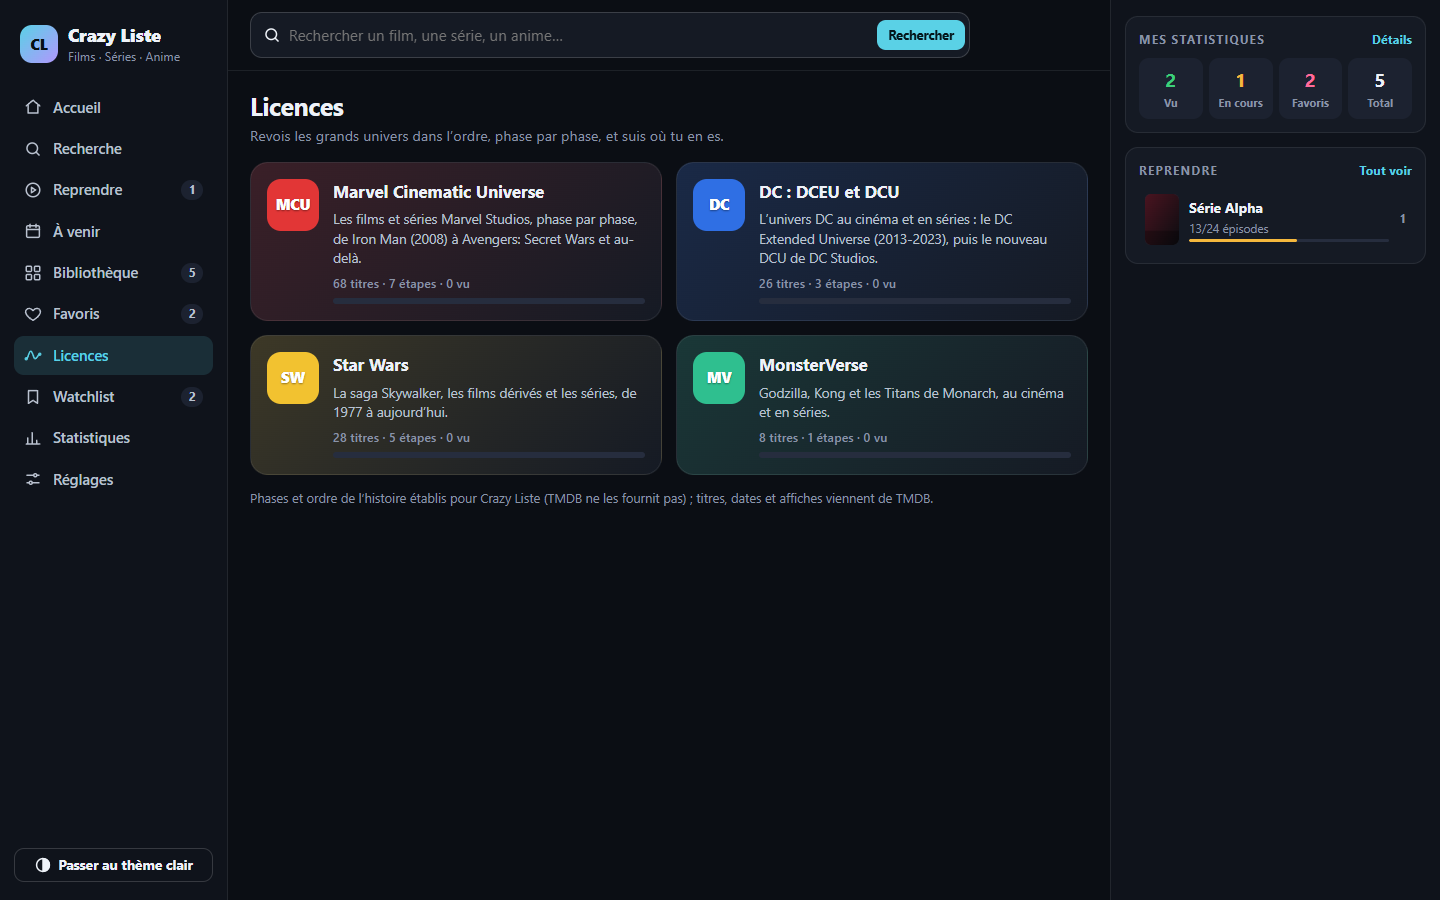 CL
Crazy Liste
Films · Séries · Anime
Accueil
Recherche
Reprendre 1
À venir
Bibliothèque 5
Favoris 2
Licences
Watchlist 2
Statistiques
Réglages
Passer au thème clair
Rechercher un film, une série, un anime...
Rechercher
Licences
Revois les grands univers dans l'ordre, phase par phase, et suis où tu en es.
MCU
Marvel Cinematic Universe
Les films et séries Marvel Studios, phase par phase,
de Iron Man (2008) à Avengers: Secret Wars et au-
delà.
68 titres · 7 étapes · 0 vu
DC
DC : DCEU et DCU
L'univers DC au cinéma et en séries : le DC
Extended Universe (2013-2023), puis le nouveau
DCU de DC Studios.
26 titres · 3 étapes · 0 vu
SW
Star Wars
La saga Skywalker, les films dérivés et les séries, de
1977 à aujourd'hui.
28 titres · 5 étapes · 0 vu
MV
MonsterVerse
Godzilla, Kong et les Titans de Monarch, au cinéma
et en séries.
8 titres · 1 étapes · 0 vu
Phases et ordre de l'histoire établis pour Crazy Liste (TMDB ne les fournit pas) ; titres, dates et affiches viennent de TMDB.
MES STATISTIQUES Détails
2 1 2 5
Vu En cours Favoris Total
REPRENDRE Tout voir
Série Alpha
13/24 épisodes
1